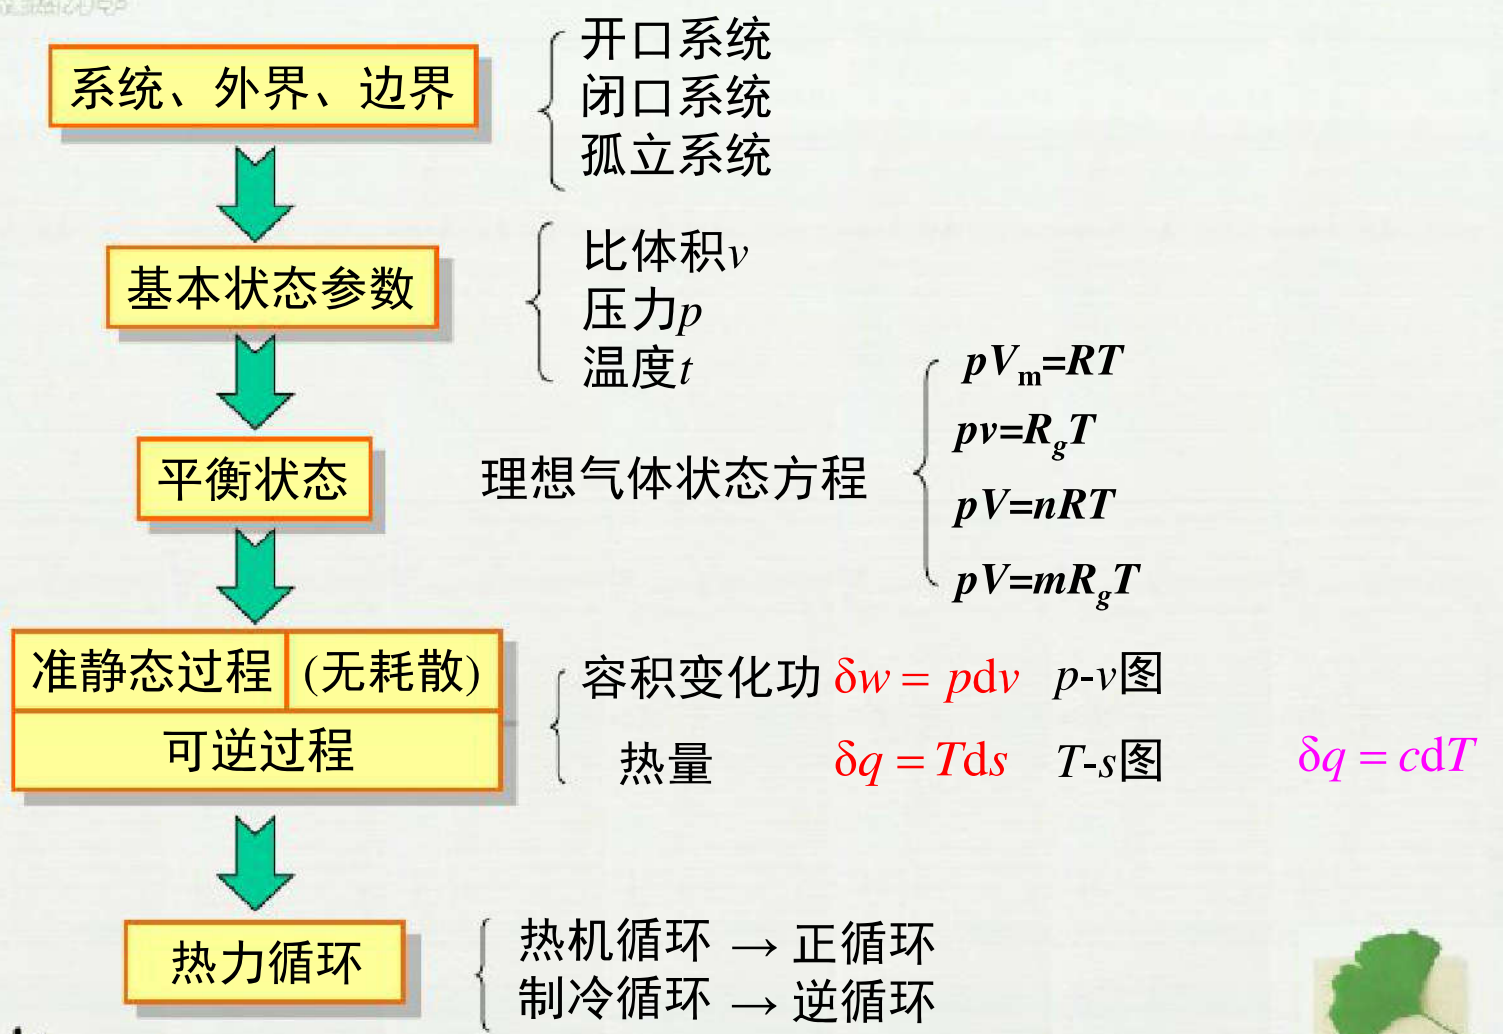 系统、外界、边界
开口系统
闭口系统
孤立系统
基本状态参数
比体积v
压力p
温度t
平衡状态
理想气体状态方程
pVm=RT
pv=RgT
pV=nRT
pV=mRgT
准静态过程 (无耗散)
可逆过程
容积变化功 δw = pdv p-v图
热量 δq = Tds T-s图 δq = cdT
热力循环
热机循环 → 正循环
制冷循环 → 逆循环